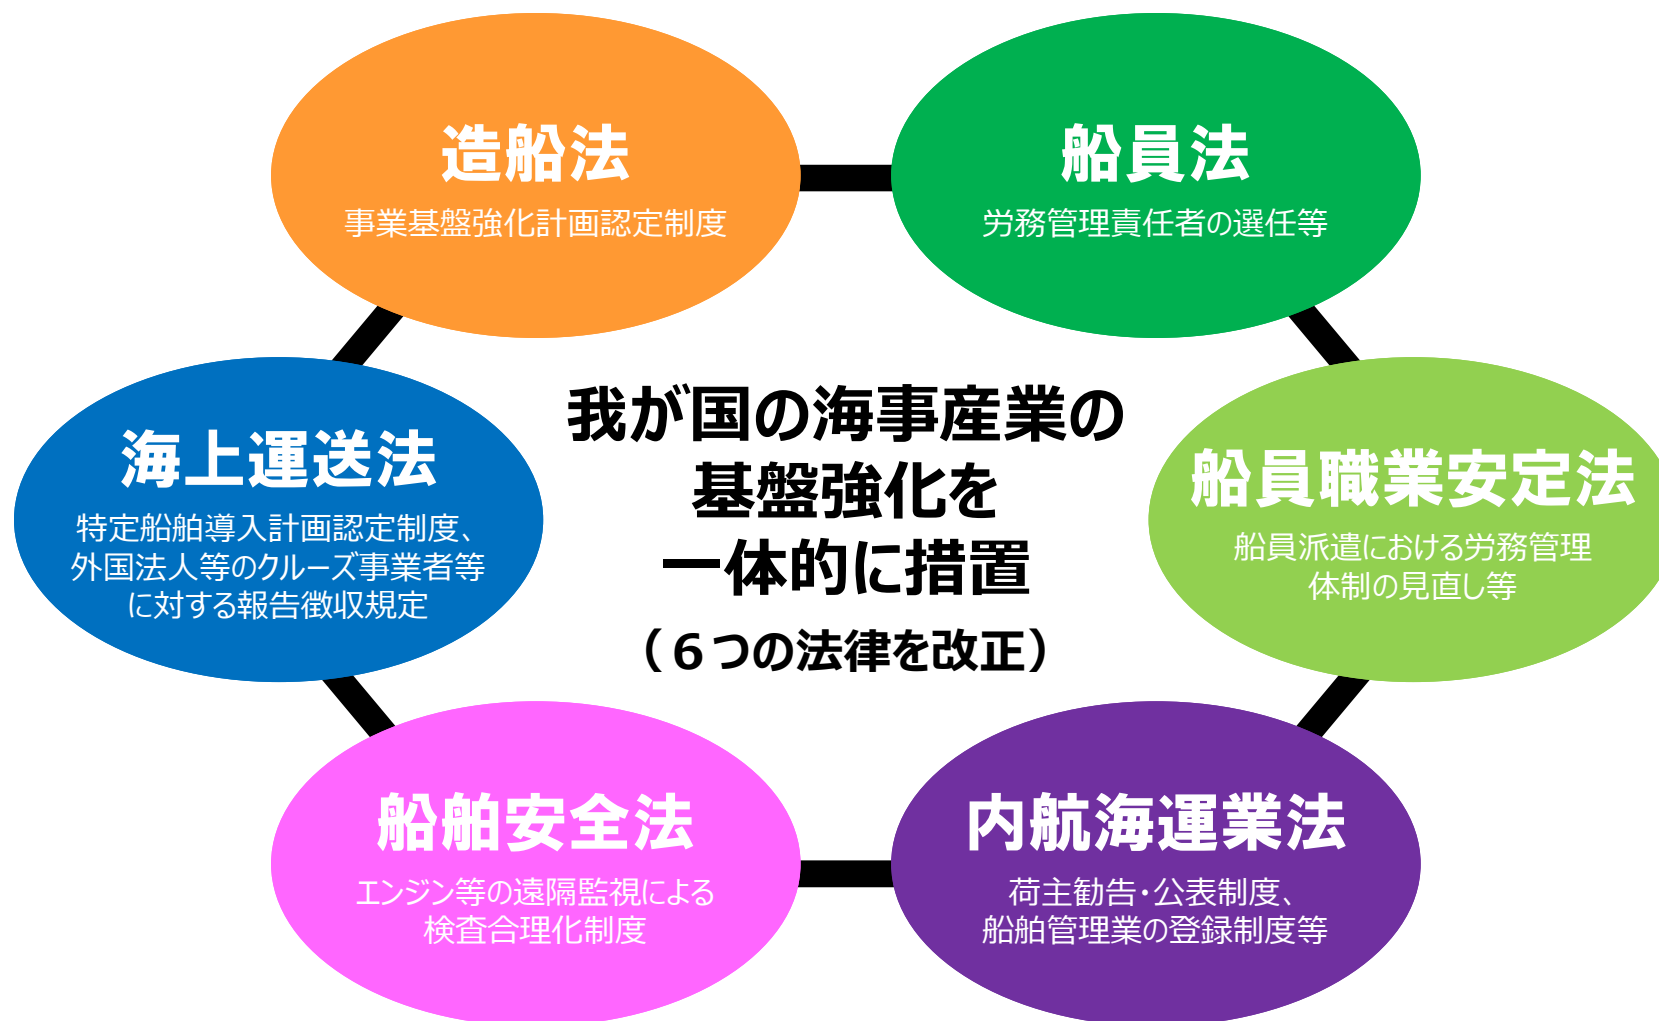 造船法
事業基盤強化計画認定制度
船員法
労務管理責任者の選任等
我が国の海事産業の
基盤強化を
一体的に措置
（６つの法律を改正）
海上運送法
特定船舶導入計画認定制度、
外国法人等のクルーズ事業者等
に対する報告徴収規定
船員職業安定法
船員派遣における労務管理
体制の見直し等
船舶安全法
エンジン等の遠隔監視による
検査合理化制度
内航海運業法
荷主勧告・公表制度、
船舶管理業の登録制度等